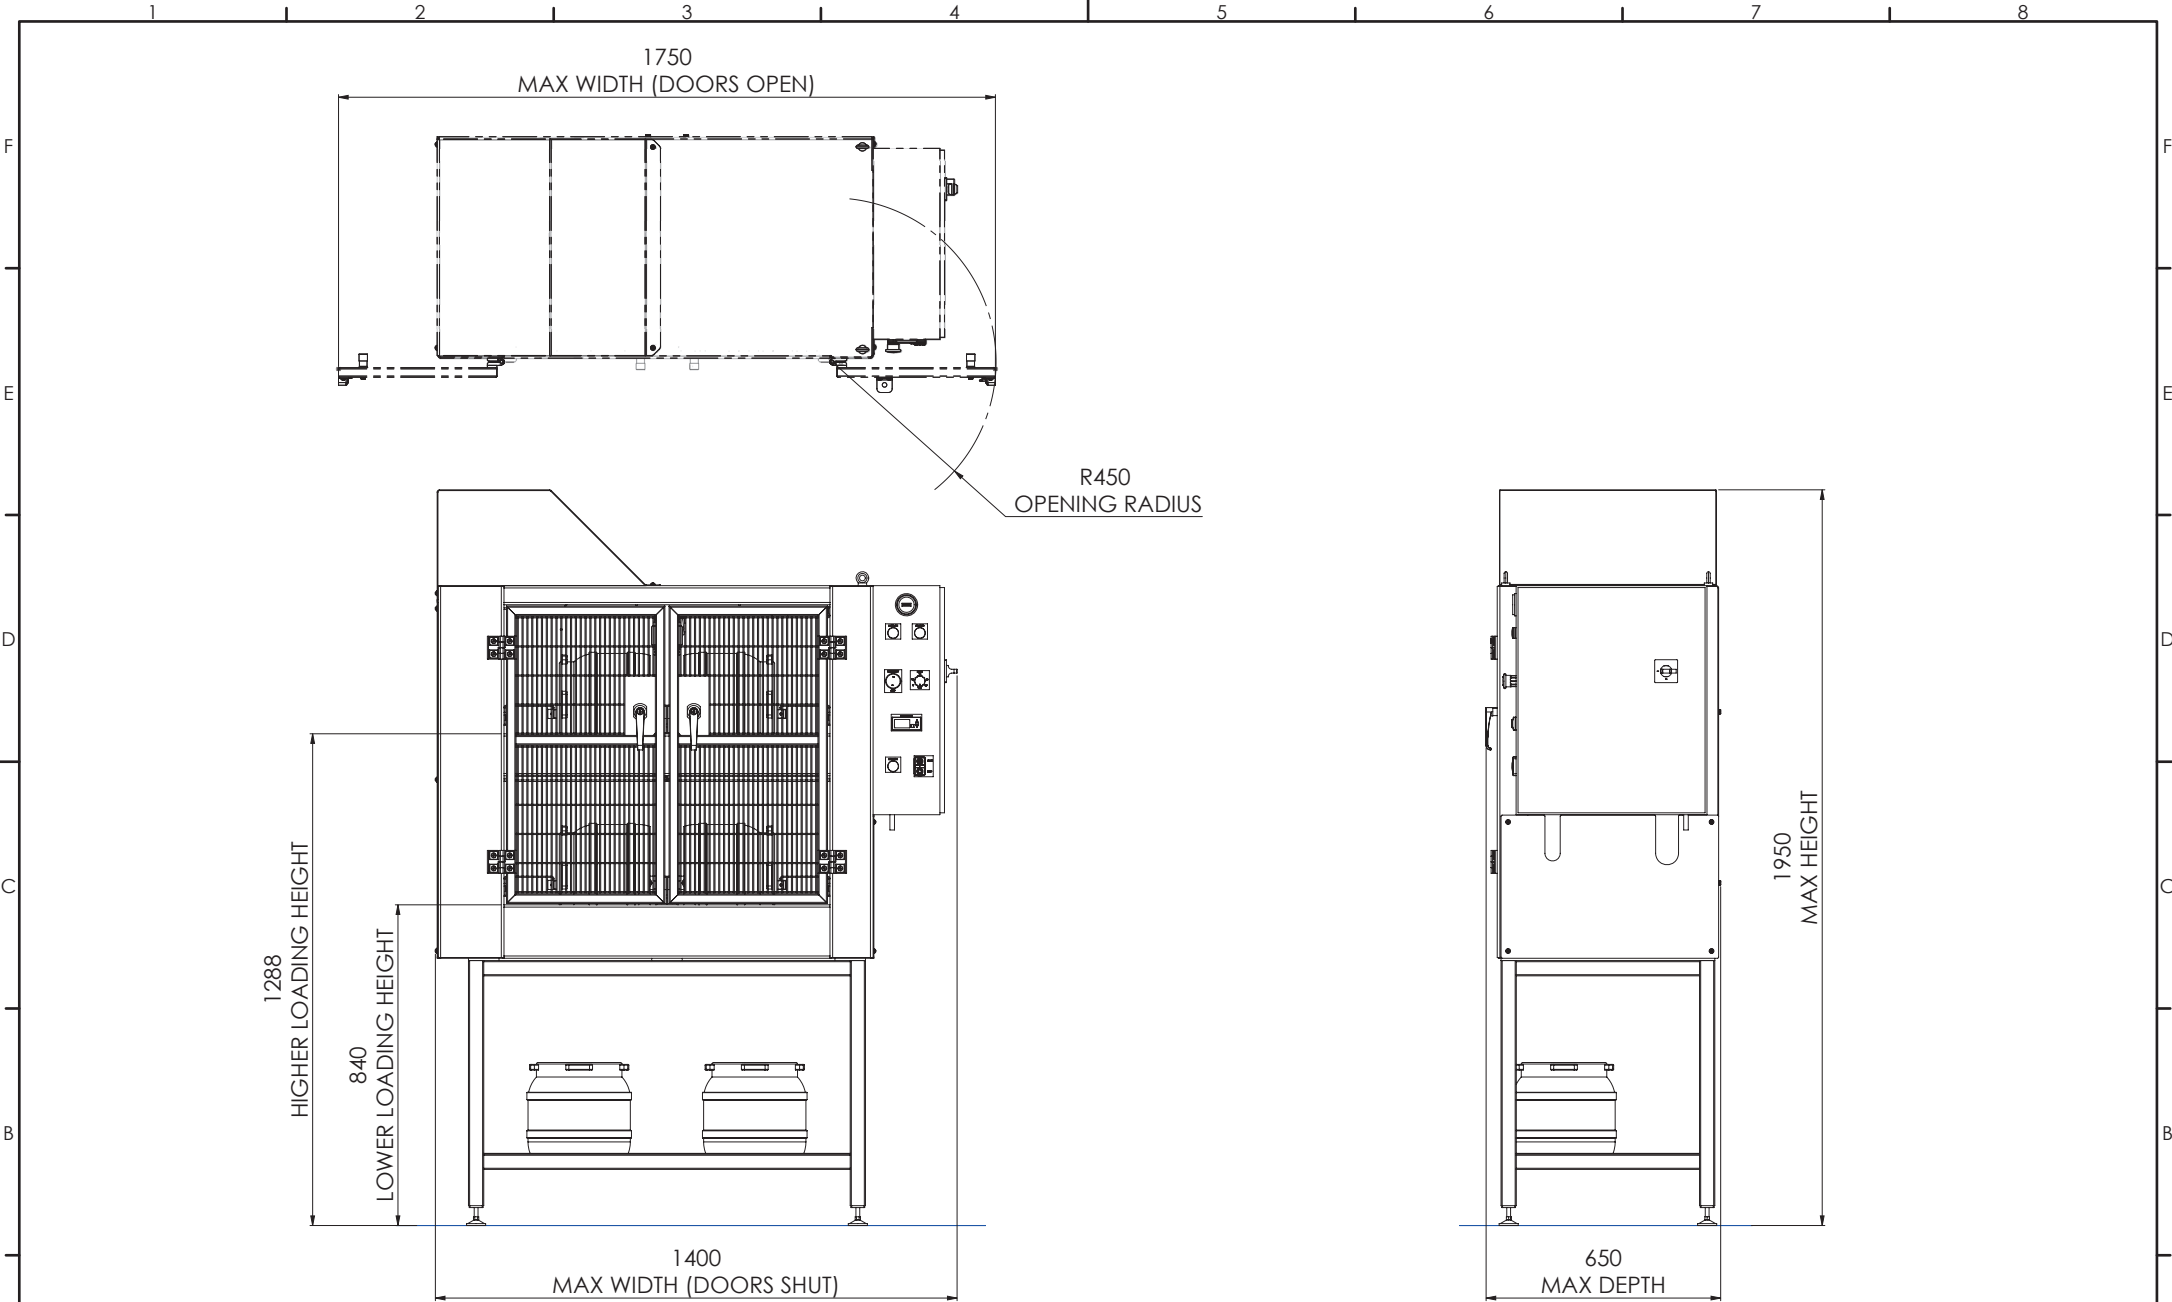 1 2 3 4 5 6 7 8
1750
MAX WIDTH (DOORS OPEN)
F F
E E
R450
OPENING RADIUS
D D
1288
HIGHER LOADING HEIGHT
840
LOWER LOADING HEIGHT
1950
MAX HEIGHT
C C
B B
1400
MAX WIDTH (DOORS SHUT)
650
MAX DEPTH